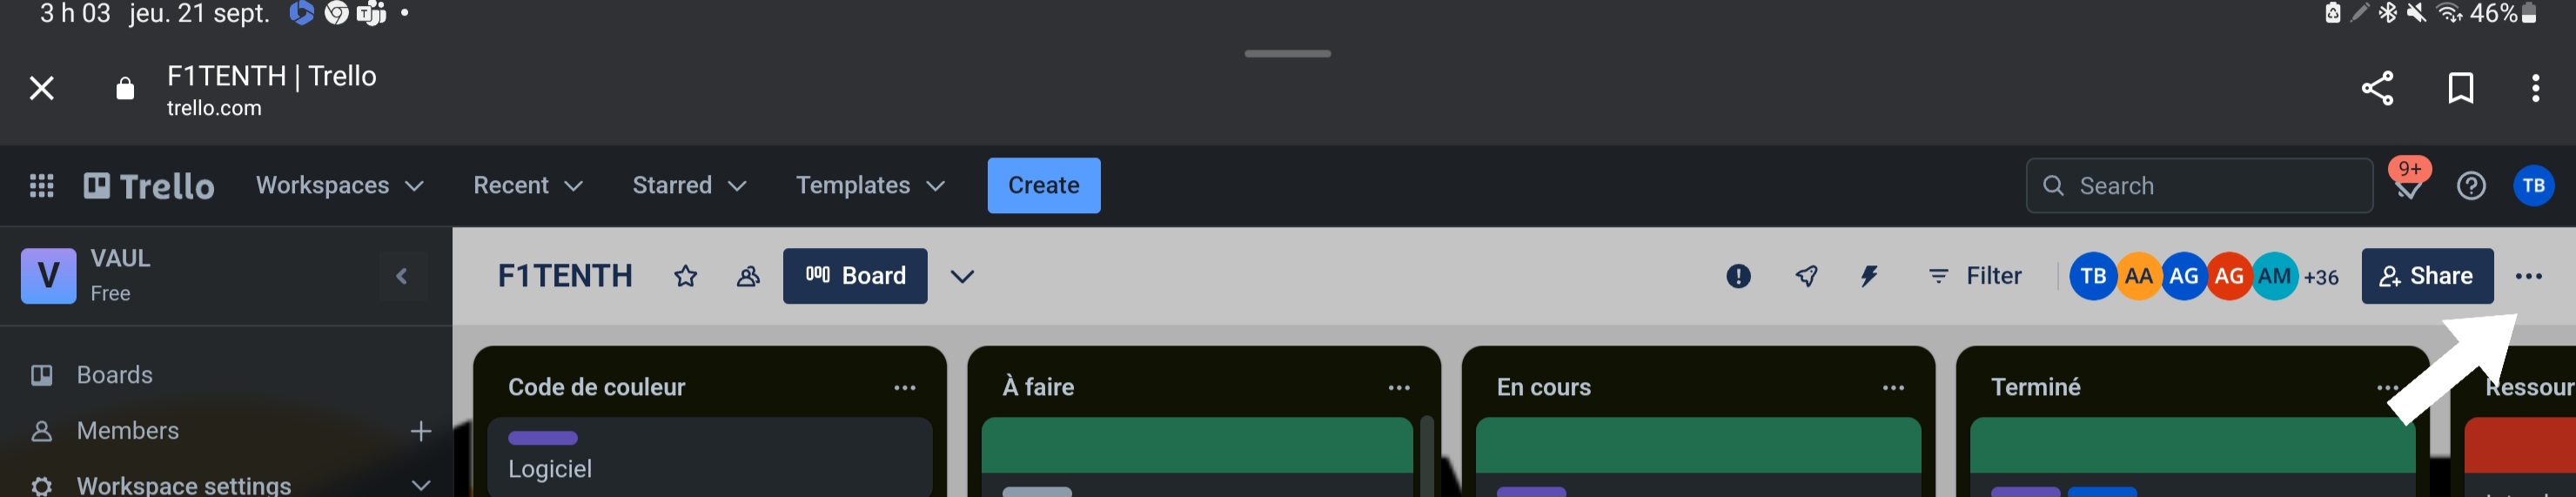 3 h 03 jeu. 21 sept. 46%
F1TENTH | Trello
trello.com
Trello Workspaces Recent Starred Templates Create Search 9+ TB
V VAUL
Free
F1TENTH Board Filter TB AA AG AG AM +36 Share
Boards
Members
Workspace settings
Code de couleur
Logiciel
À faire
En cours
Terminé
Ressour